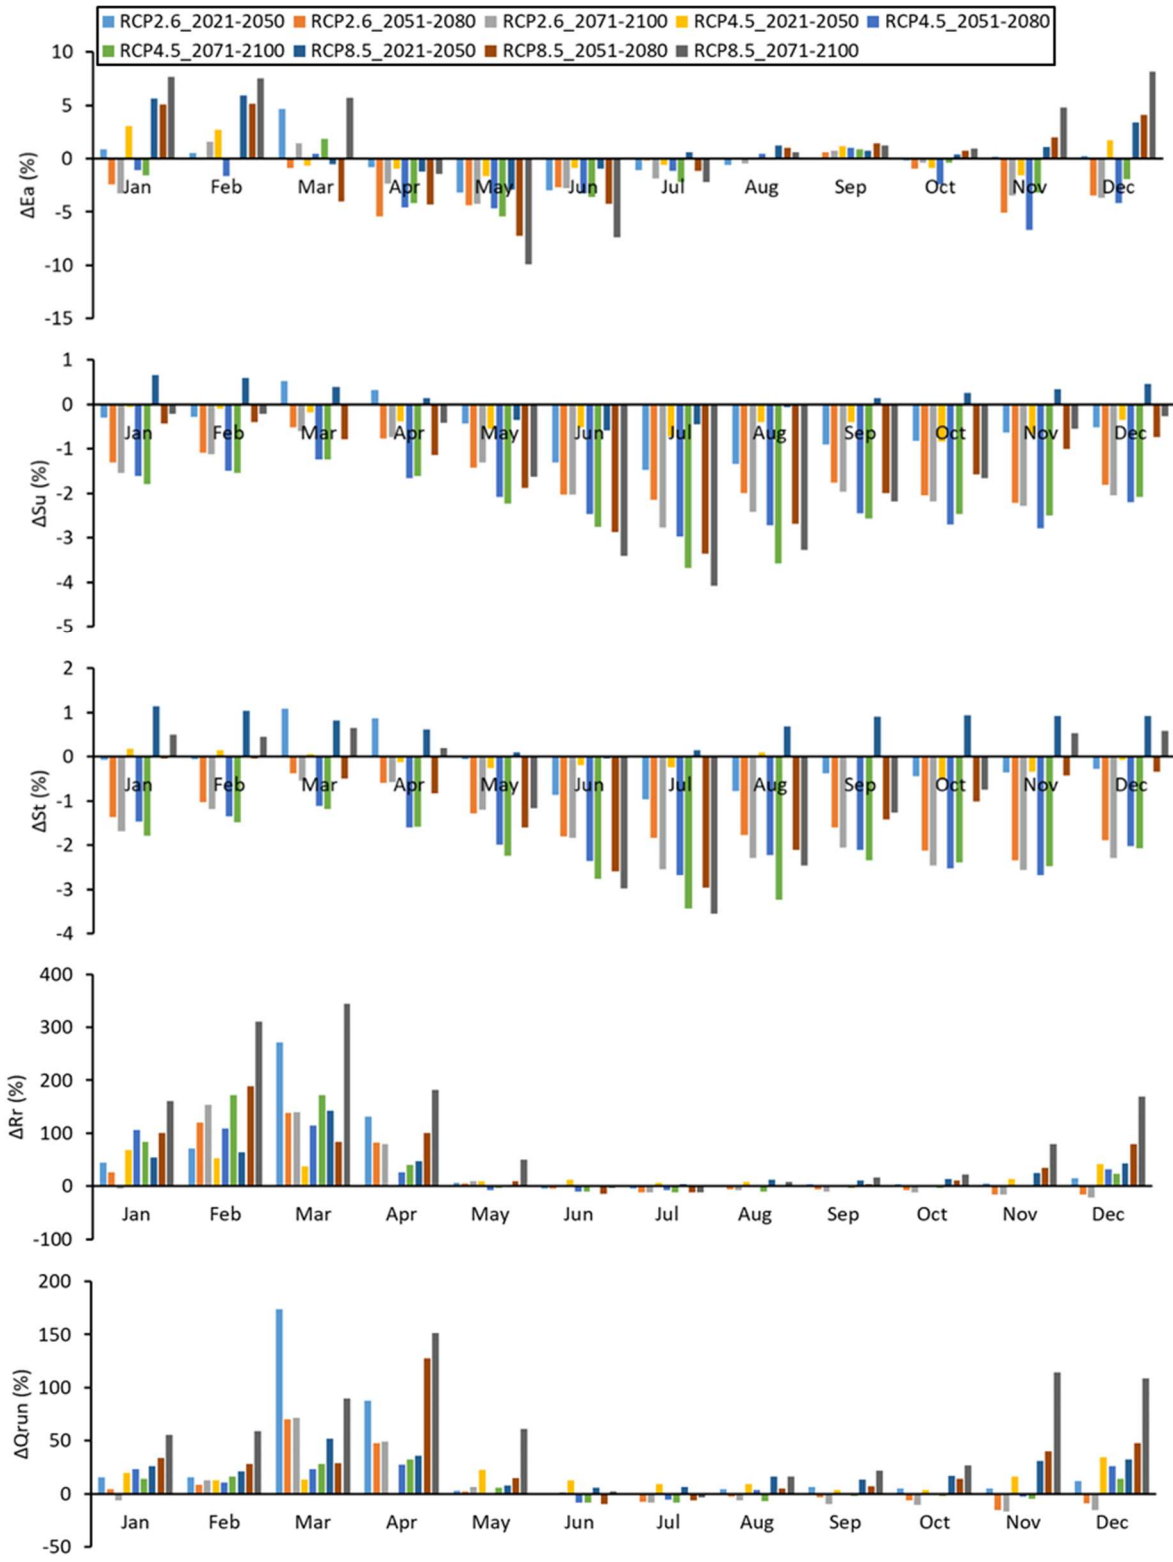 RCP2.6_2021-2050 RCP2.6_2051-2080 RCP2.6_2071-2100 RCP4.5_2021-2050 RCP4.5_2051-2080
RCP4.5_2071-2100 RCP8.5_2021-2050 RCP8.5_2051-2080 RCP8.5_2071-2100
ΔEa (%)
10
5
0
-5
-10
-15
Jan Feb Mar Apr May Jun Jul Aug Sep Oct Nov Dec
ΔSu (%)
1
0
-1
-2
-3
-4
-5
Jan Feb Mar Apr May Jun Jul Aug Sep Oct Nov Dec
ΔSt (%)
2
1
0
-1
-2
-3
-4
Jan Feb Mar Apr May Jun Jul Aug Sep Oct Nov Dec
ΔRr (%)
400
300
200
100
0
-100
Jan Feb Mar Apr May Jun Jul Aug Sep Oct Nov Dec
ΔQrun (%)
200
150
100
50
0
-50
Jan Feb Mar Apr May Jun Jul Aug Sep Oct Nov Dec